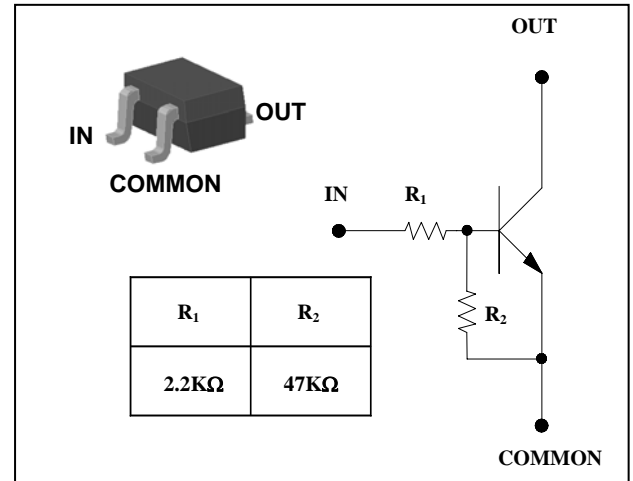 OUT
OUT
IN
COMMON
IN R₁
R₁ R₂
R₂
2.2KΩ 47KΩ
COMMON